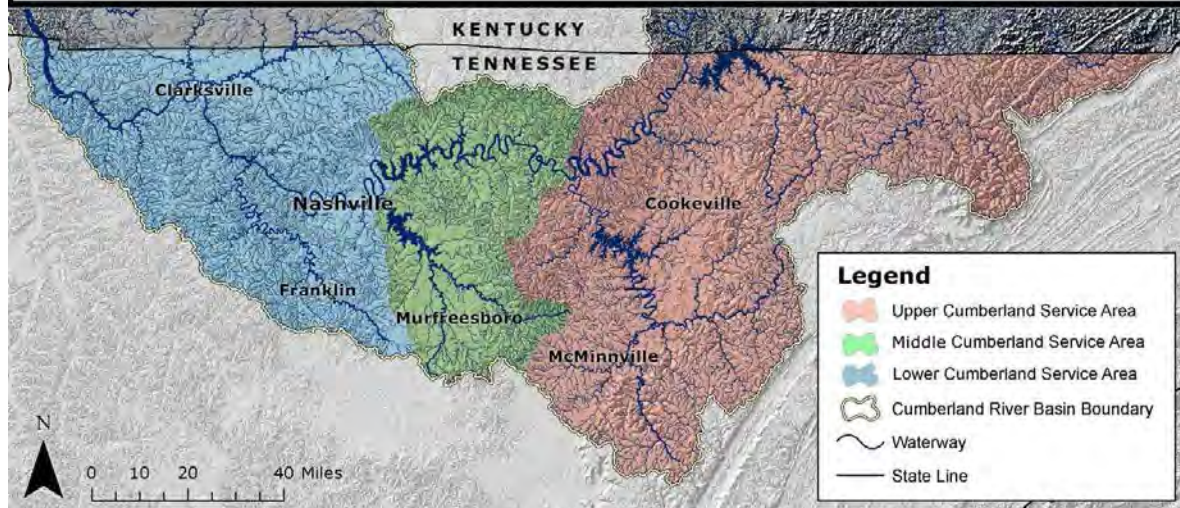 KENTUCKY
TENNESSEE
Clarksville
Nashville
Cookeville
Franklin
Murfreesboro
McMinnville
Legend
Upper Cumberland Service Area
Middle Cumberland Service Area
Lower Cumberland Service Area
Cumberland River Basin Boundary
Waterway
State Line
N
0 10 20 40 Miles